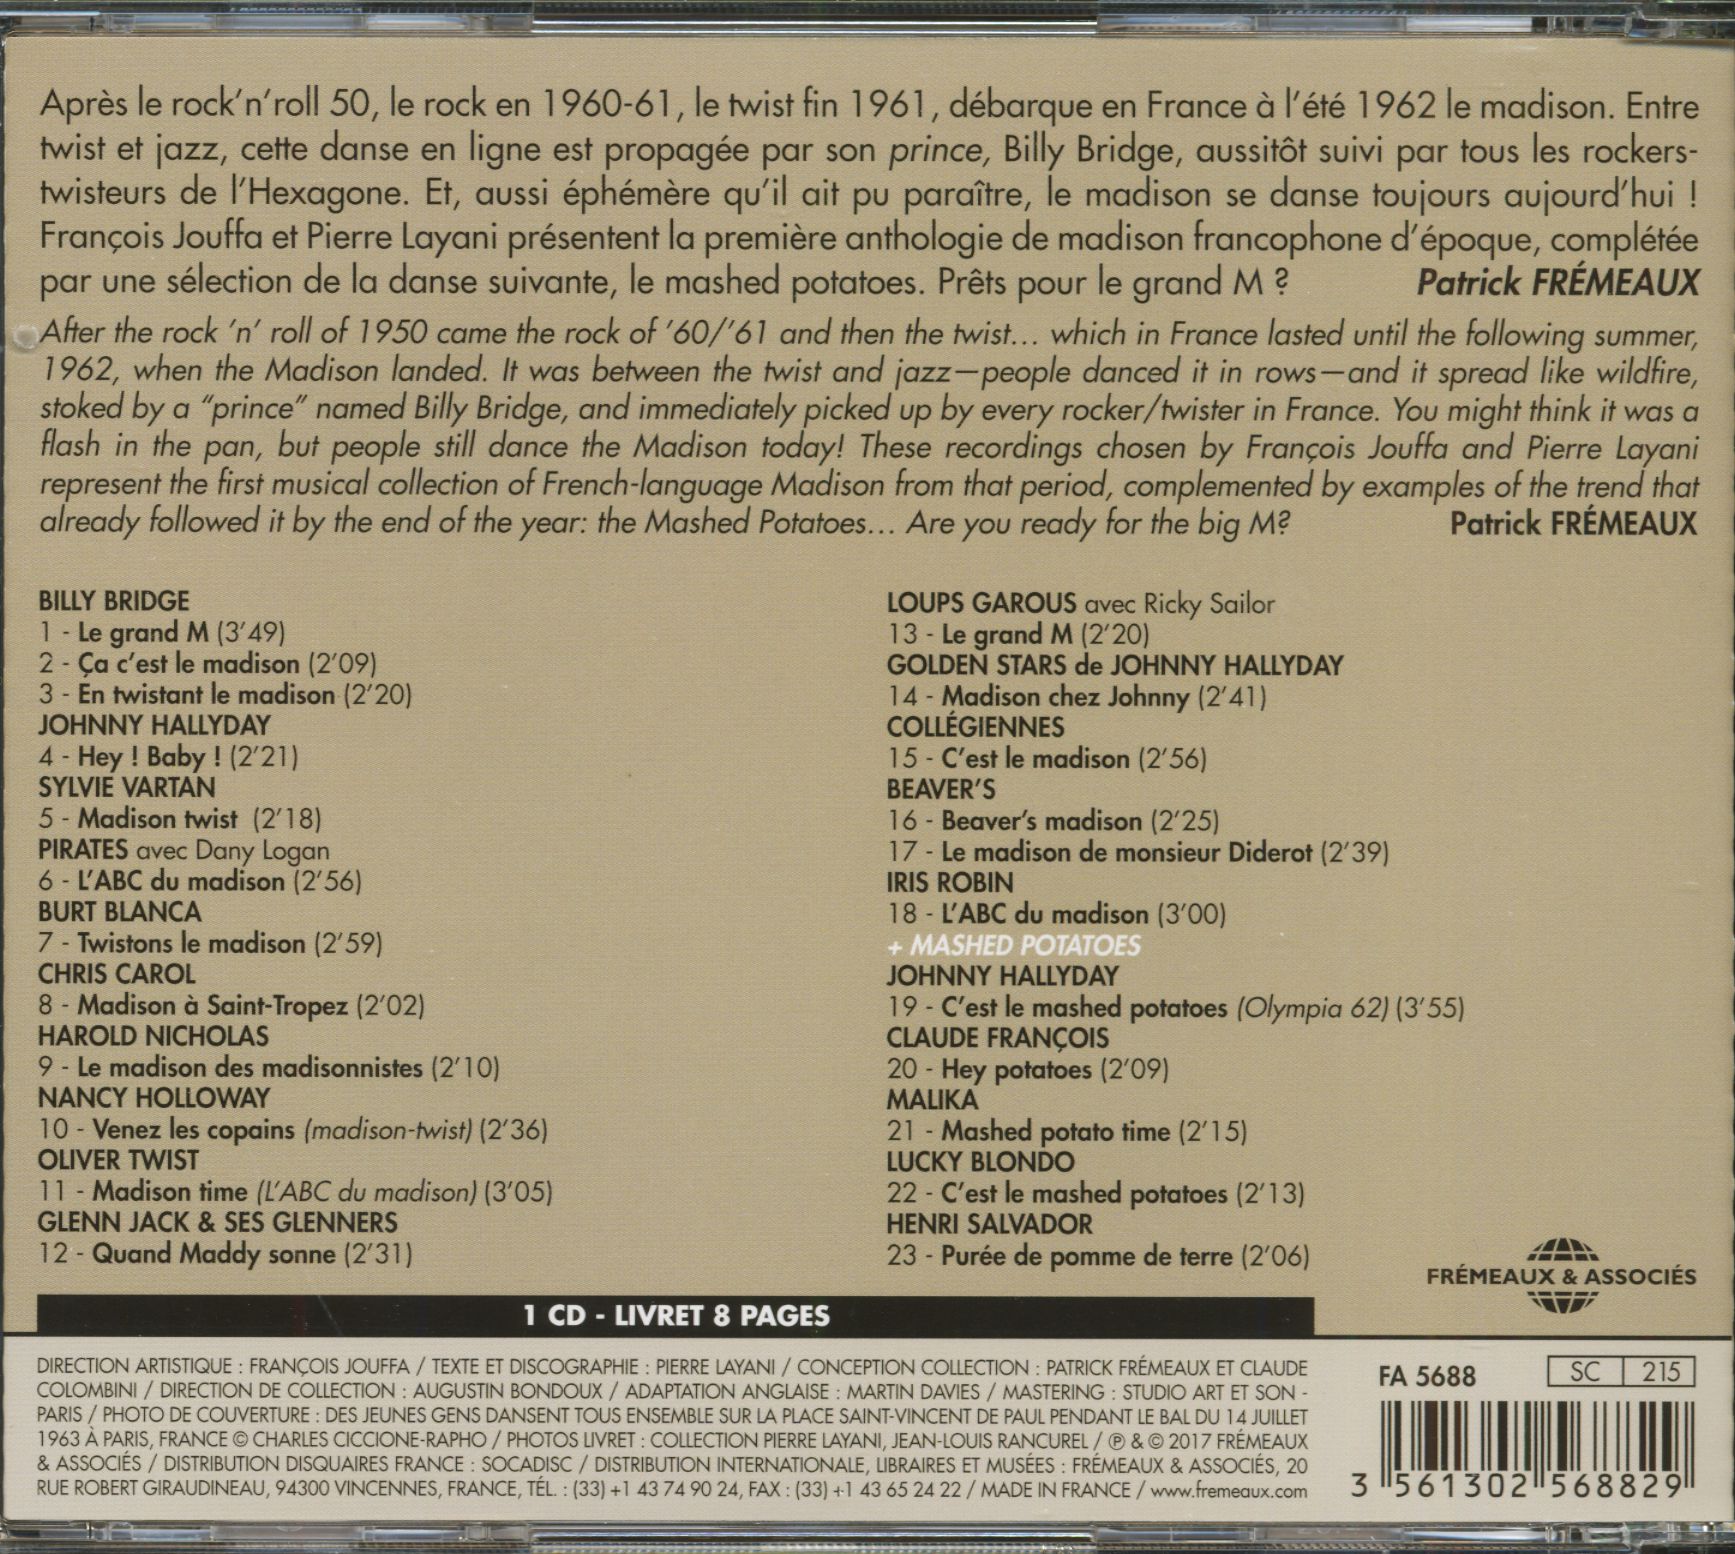 Après le rock'n'roll 50, le rock en 1960-61, le twist fin 1961, débarque en France à l'été 1962 le madison. Entre
twist et jazz, cette danse en ligne est propagée par son prince, Billy Bridge, aussitôt suivi par tous les rockers-
twisteurs de l'Hexagone. Et, aussi éphémère qu'il ait pu paraître, le madison se danse toujours aujourd'hui !
François Jouffa et Pierre Layani présentent la première anthologie de madison francophone d'époque, complétée
par une sélection de la danse suivante, le mashed potatoes. Prêts pour le grand M ? Patrick FRÉMEAUX
After the rock 'n' roll of 1950 came the rock of '60/'61 and then the twist... which in France lasted until the following summer,
1962, when the Madison landed. It was between the twist and jazz—people danced it in rows—and it spread like wildfire,
stoked by a "prince" named Billy Bridge, and immediately picked up by every rocker/twister in France. You might think it was a
flash in the pan, but people still dance the Madison today! These recordings chosen by François Jouffa and Pierre Layani
represent the first musical collection of French-language Madison from that period, complemented by examples of the trend that
already followed it by the end of the year: the Mashed Potatoes... Are you ready for the big M? Patrick FRÉMEAUX
BILLY BRIDGE
1 - Le grand M (3'49)
2 - Ça c'est le madison (2'09)
3 - En twistant le madison (2'20)
JOHNNY HALLYDAY
4 - Hey ! Baby ! (2'21)
SYLVIE VARTAN
5 - Madison twist (2'18)
PIRATES avec Dany Logan
6 - L'ABC du madison (2'56)
BURT BLANCA
7 - Twistons le madison (2'59)
CHRIS CAROL
8 - Madison à Saint-Tropez (2'02)
HAROLD NICHOLAS
9 - Le madison des madisonnistes (2'10)
NANCY HOLLOWAY
10 - Venez les copains (madison-twist) (2'36)
OLIVER TWIST
11 - Madison time (L'ABC du madison) (3'05)
GLENN JACK & SES GLENNERS
12 - Quand Maddy sonne (2'31)
LOUPS GAROUS avec Ricky Sailor
13 - Le grand M (2'20)
GOLDEN STARS de JOHNNY HALLYDAY
14 - Madison chez Johnny (2'41)
COLLÉGIENNES
15 - C'est le madison (2'56)
BEAVER'S
16 - Beaver's madison (2'25)
17 - Le madison de monsieur Diderot (2'39)
IRIS ROBIN
18 - L'ABC du madison (3'00)
+ MASHED POTATOES
JOHNNY HALLYDAY
19 - C'est le mashed potatoes (Olympia 62) (3'55)
CLAUDE FRANÇOIS
20 - Hey potatoes (2'09)
MALIKA
21 - Mashed potato time (2'15)
LUCKY BLONDO
22 - C'est le mashed potatoes (2'13)
HENRI SALVADOR
23 - Purée de pomme de terre (2'06)
FRÉMEAUX & ASSOCIÉS
1 CD - LIVRET 8 PAGES
DIRECTION ARTISTIQUE : FRANÇOIS JOUFFA / TEXTE ET DISCOGRAPHIE : PIERRE LAYANI / CONCEPTION COLLECTION : PATRICK FRÉMEAUX ET CLAUDE
COLOMBINI / DIRECTION DE COLLECTION : AUGUSTIN BONDOUX / ADAPTATION ANGLAISE : MARTIN DAVIES / MASTERING : STUDIO ART ET SON -
PARIS / PHOTO DE COUVERTURE : DES JEUNES GENS DANSENT TOUS ENSEMBLE SUR LA PLACE SAINT-VINCENT DE PAUL PENDANT LE BAL DU 14 JUILLET
1963 À PARIS, FRANCE © CHARLES CICCIONE-RAPHO / PHOTOS LIVRET : COLLECTION PIERRE LAYANI, JEAN-LOUIS RANCUREL / ℗ & © 2017 FRÉMEAUX
& ASSOCIÉS / DISTRIBUTION DISQUAIRES FRANCE : SOCADISC / DISTRIBUTION INTERNATIONALE, LIBRAIRES ET MUSÉES : FRÉMEAUX & ASSOCIÉS, 20
RUE ROBERT GIRAUDINEAU, 94300 VINCENNES, FRANCE, TÉL. : (33) +1 43 74 90 24, FAX : (33) +1 43 65 24 22 / MADE IN FRANCE / www.fremeaux.com
FA 5688
SC 215
3 561302 568829